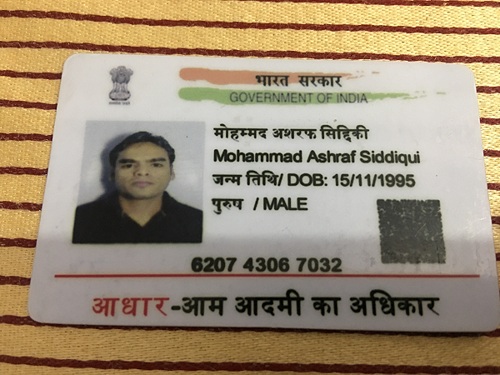 भारत सरकार
GOVERNMENT OF INDIA
मोहम्मद अशरफ सिद्दिकी
Mohammad Ashraf Siddiqui
जन्म तिथि/ DOB: 15/11/1995
पुरुष / MALE
6207 4306 7032
आधार -आम आदमी का अधिकार